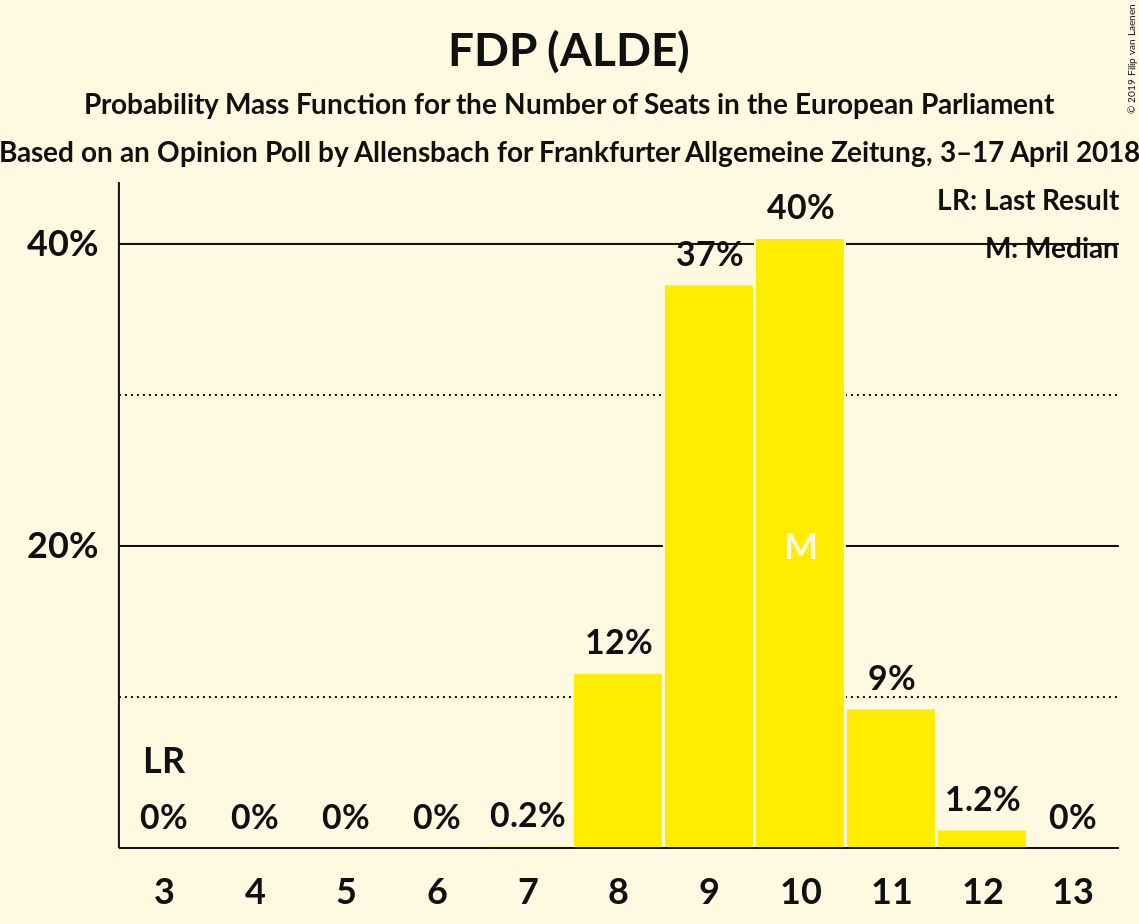 FDP (ALDE)
Probability Mass Function for the Number of Seats in the European Parliament
Based on an Opinion Poll by Allensbach for Frankfurter Allgemeine Zeitung, 3–17 April 2018
© 2019 Filip van Laenen
LR: Last Result
M: Median
40%
20%
LR
0%
0%
0%
0%
0.2%
12%
37%
40%
M
9%
1.2%
0%
3 4 5 6 7 8 9 10 11 12 13